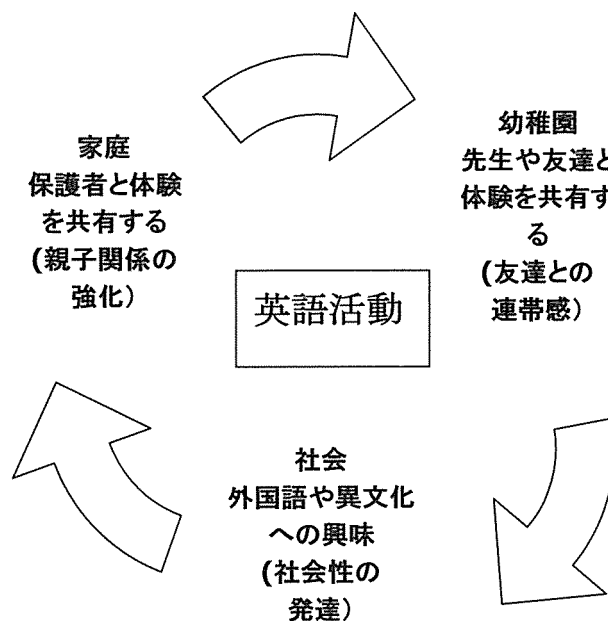 家庭
保護者と体験
を共有する
(親子関係の
強化)
幼稚園
先生や友達と
体験を共有す
る
(友達との
連帯感)
英語活動
社会
外国語や異文化
への興味
(社会性の
発達)